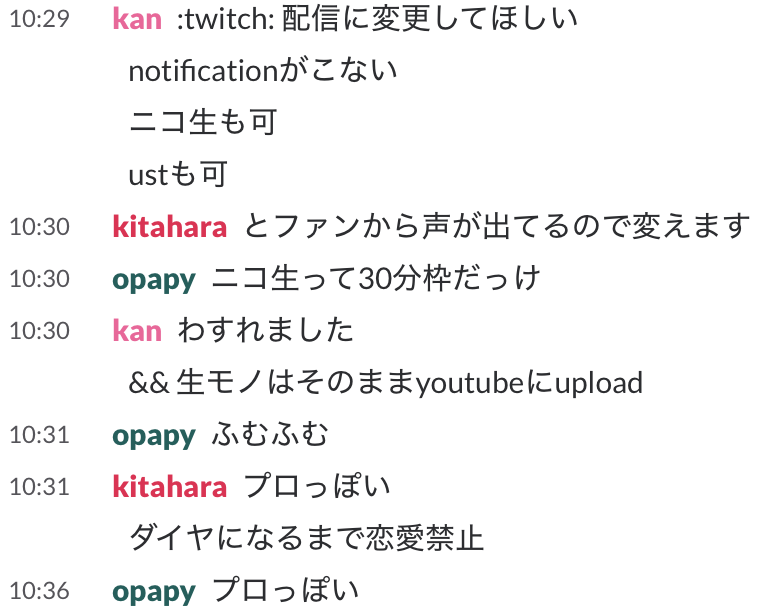 10:29 kan :twitch: 配信に変更してほしい
notificationがこない
ニコ生も可
ustも可
10:30 kitahara とファンから声が出てるので変えます
10:30 opapy ニコ生って30分枠だっけ
10:30 kan わすれました
&& 生モノはそのままyoutubeにupload
10:31 opapy ふむふむ
10:31 kitahara プロっぽい
ダイヤになるまで恋愛禁止
10:36 opapy プロっぽい